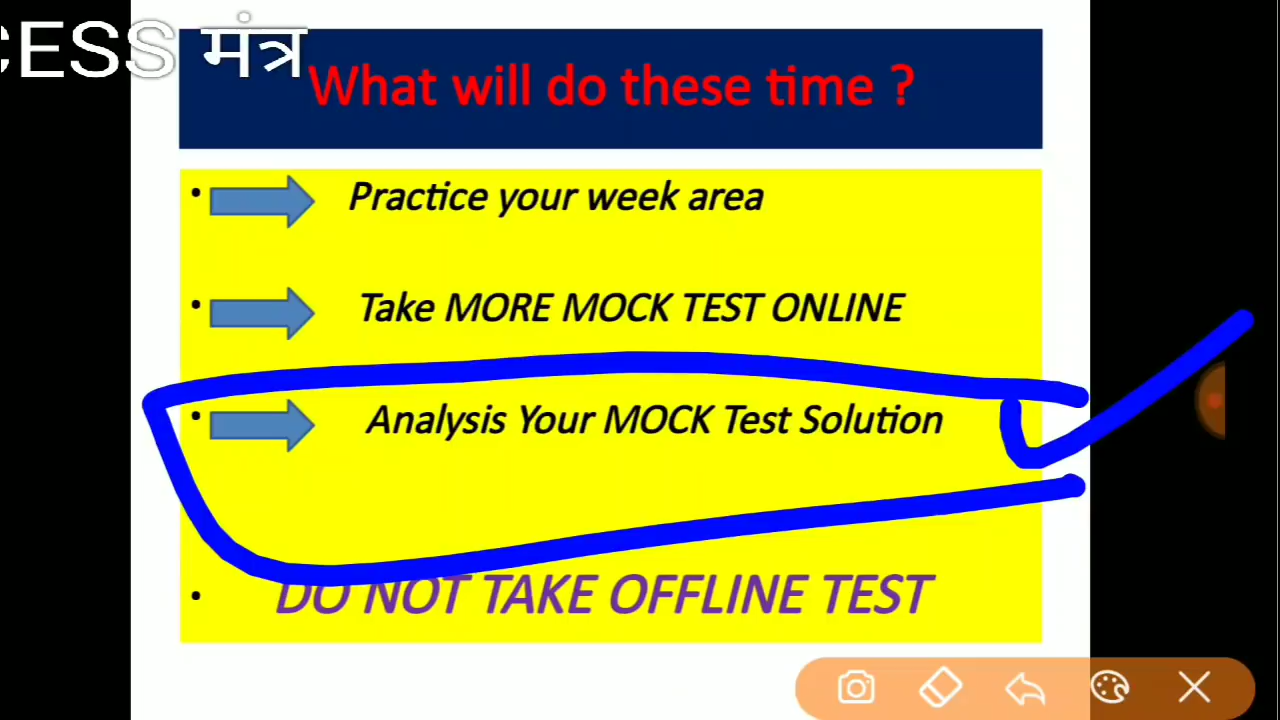 CESS मंत्र
What will do these time ?
Practice your week area
Take MORE MOCK TEST ONLINE
Analysis Your MOCK Test Solution
DO NOT TAKE OFFLINE TEST